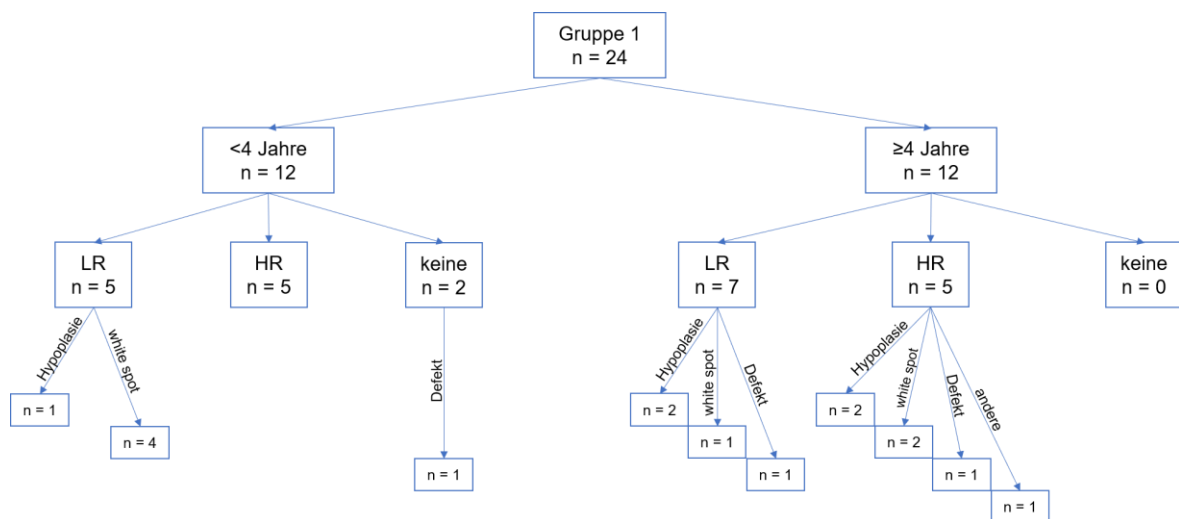 Gruppe 1
n = 24
<4 Jahre
n = 12
≥4 Jahre
n = 12
LR
n = 5
HR
n = 5
keine
n = 2
LR
n = 7
HR
n = 5
keine
n = 0
Hypoplasie
white spot
Defekt
Hypoplasie
white spot
Defekt
Hypoplasie
white spot
Defekt
andere
n = 1
n = 4
n = 1
n = 2
n = 1
n = 1
n = 2
n = 2
n = 1
n = 1